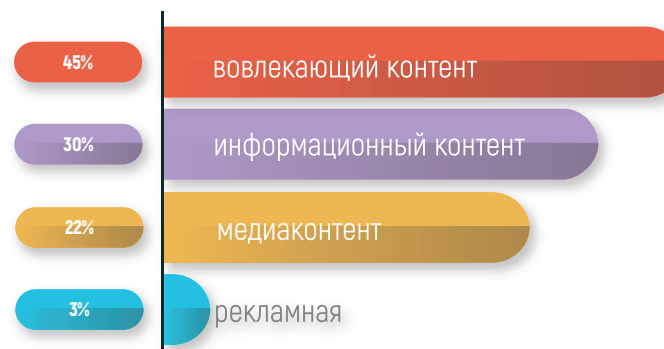 45%
вовлекающий контент
30%
информационный контент
22%
медиаконтент
3%
рекламная